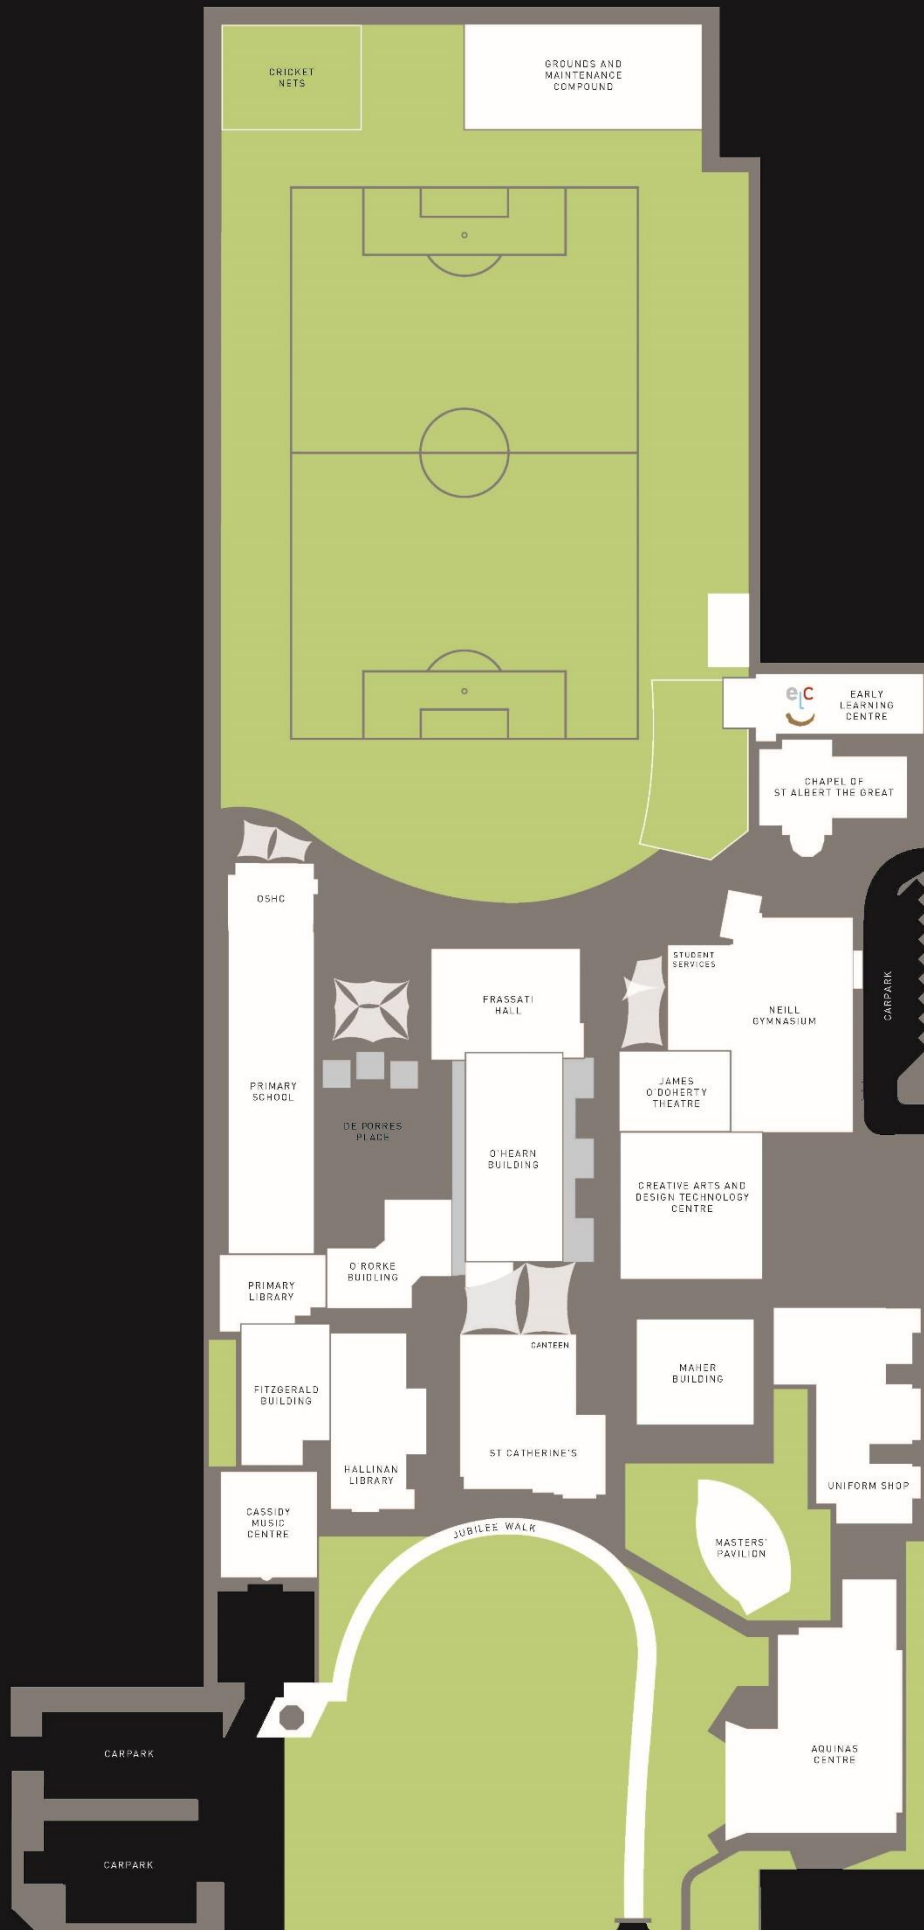 CRICKET
NETS
GROUNDS AND
MAINTENANCE
COMPOUND
eLC
EARLY
LEARNING
CENTRE
CHAPEL OF
ST ALBERT THE GREAT
OSHC
STUDENT
SERVICES
FRASSATI
HALL
NEILL
GYMNASIUM
CARPARK
PRIMARY
SCHOOL
JAMES
O'DOHERTY
THEATRE
DE PORRES
PLACE
O'HEARN
BUILDING
CREATIVE ARTS AND
DESIGN TECHNOLOGY
CENTRE
O RORKE
BUIDLING
PRIMARY
LIBRARY
CANTEEN
MAHER
BUILDING
FITZGERALD
BUILDING
ST CATHERINE'S
HALLINAN
LIBRARY
UNIFORM SHOP
CASSIDY
MUSIC
CENTRE
JUBILEE WALK
MASTERS'
PAVILION
CARPARK
AQUINAS
CENTRE
CARPARK